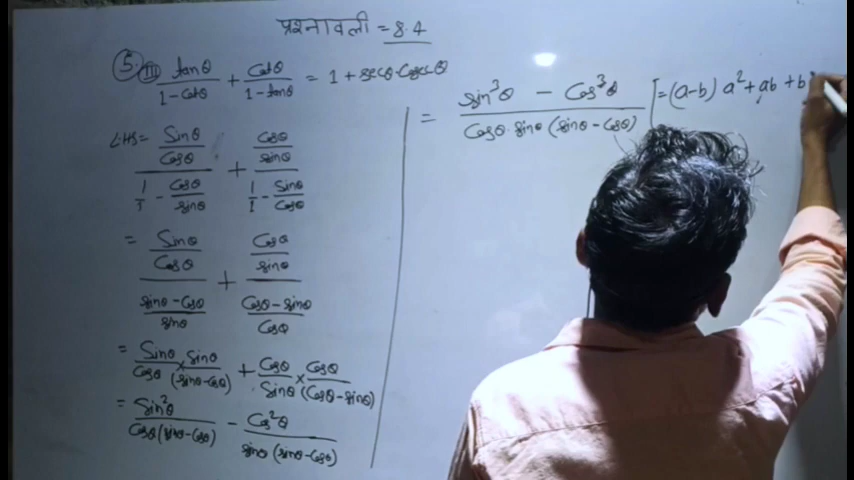 प्रश्नावली = 8.4
5. III tanθ/(1-Cotθ) + Cotθ/(1-tanθ) = 1 + secθ.Cosecθ
L.HS = (Sinθ/Cosθ)/(1/1 - Cosθ/sinθ) + (Cosθ/sinθ)/(1/1 - Sinθ/Cosθ)
= (Sinθ/Cosθ)/((sinθ-Cosθ)/sinθ) + (Cosθ/sinθ)/((Cosθ-sinθ)/Cosθ)
= Sinθ/Cosθ × Sinθ/(sinθ-Cosθ) + Cosθ/Sinθ × Cosθ/(Cosθ-sinθ)
= Sin²θ/Cosθ(sinθ-Cosθ) - Cos²θ/sinθ(sinθ-Cosθ)
= (sin³θ - Cos³θ)/(Cosθ.sinθ(sinθ-Cosθ))
= (a-b) a² + ab + b²